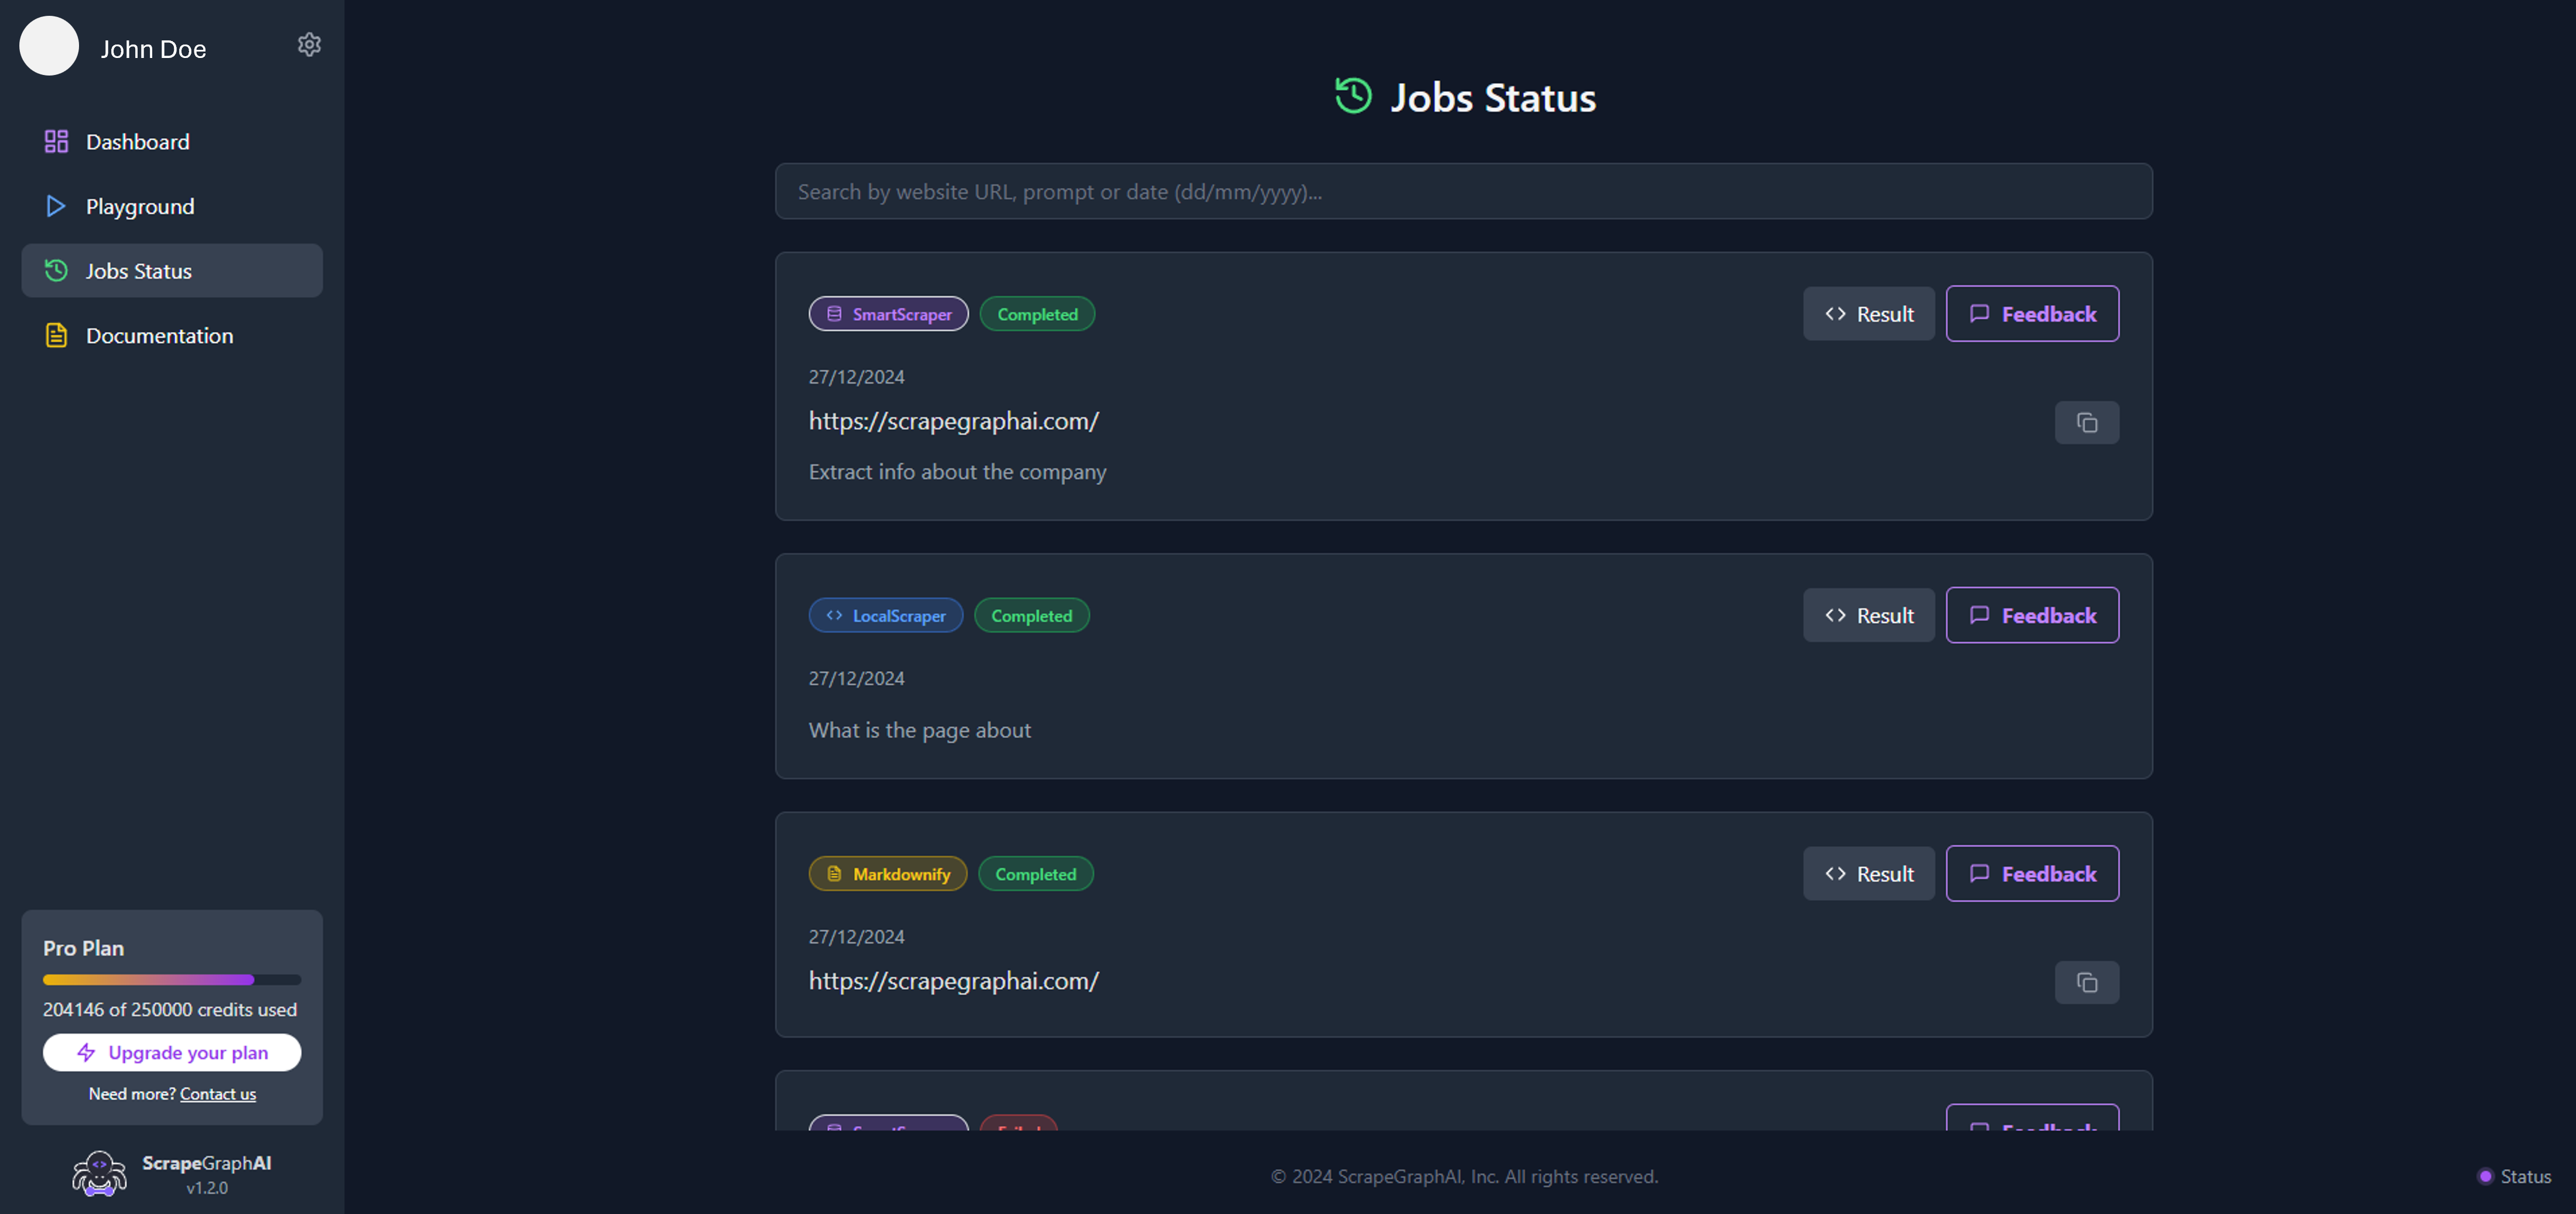 John Doe
Dashboard
Playground
Jobs Status
Documentation
Pro Plan
204146 of 250000 credits used
Upgrade your plan
Need more? Contact us
ScrapeGraphAI
v1.2.0
Jobs Status
Search by website URL, prompt or date (dd/mm/yyyy)...
SmartScraper Completed Result Feedback
27/12/2024
https://scrapegraphai.com/
Extract info about the company
LocalScraper Completed Result Feedback
27/12/2024
What is the page about
Markdownify Completed Result Feedback
27/12/2024
https://scrapegraphai.com/
SmartScraper Failed Feedback
© 2024 ScrapeGraphAI, Inc. All rights reserved.
Status